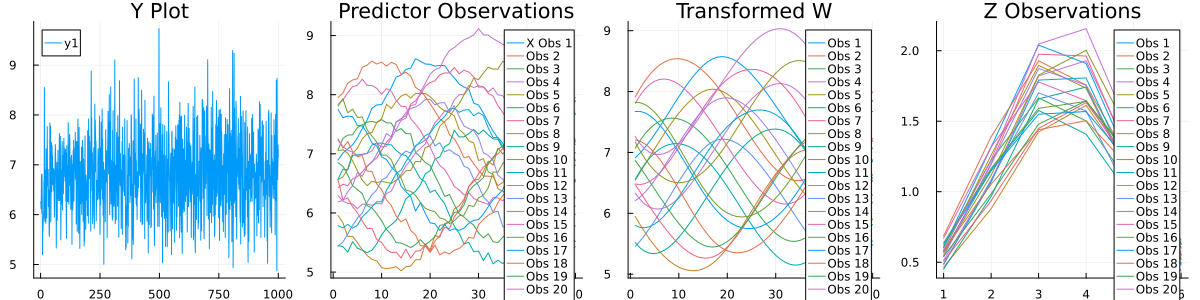 Y Plot
y1
9
8
7
6
5
0
250
500
750
1000
Predictor Observations
X Obs 1
Obs 2
Obs 3
Obs 4
Obs 5
Obs 6
Obs 7
Obs 8
Obs 9
Obs 10
Obs 11
Obs 12
Obs 13
Obs 14
Obs 15
Obs 16
Obs 17
Obs 18
Obs 19
Obs 20
9
8
7
6
5
0
10
20
30
0
Transformed W
Obs 1
Obs 2
Obs 3
Obs 4
Obs 5
Obs 6
Obs 7
Obs 8
Obs 9
Obs 10
Obs 11
Obs 12
Obs 13
Obs 14
Obs 15
Obs 16
Obs 17
Obs 18
Obs 19
Obs 20
9
8
7
6
5
0
10
20
30
Z Observations
Obs 1
Obs 2
Obs 3
Obs 4
Obs 5
Obs 6
Obs 7
Obs 8
Obs 9
Obs 10
Obs 11
Obs 12
Obs 13
Obs 14
Obs 15
Obs 16
Obs 17
Obs 18
Obs 19
Obs 20
2.0
1.5
1.0
0.5
1
2
3
4